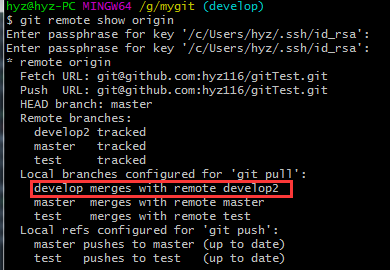 hyz@hyz-PC MINGW64 /g/mygit (develop)
$ git remote show origin
Enter passphrase for key '/c/Users/hyz/.ssh/id_rsa':
Enter passphrase for key '/c/Users/hyz/.ssh/id_rsa':
* remote origin
  Fetch URL: git@github.com:hyz116/gitTest.git
  Push  URL: git@github.com:hyz116/gitTest.git
  HEAD branch: master
  Remote branches:
    develop2 tracked
    master   tracked
    test     tracked
  Local branches configured for 'git pull':
    develop merges with remote develop2
    master  merges with remote master
    test    merges with remote test
  Local refs configured for 'git push':
    master pushes to master (up to date)
    test   pushes to test   (up to date)